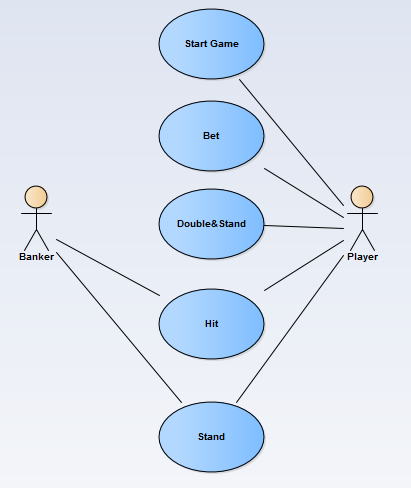 Start Game
Bet
Double&Stand
Banker
Player
Hit
Stand